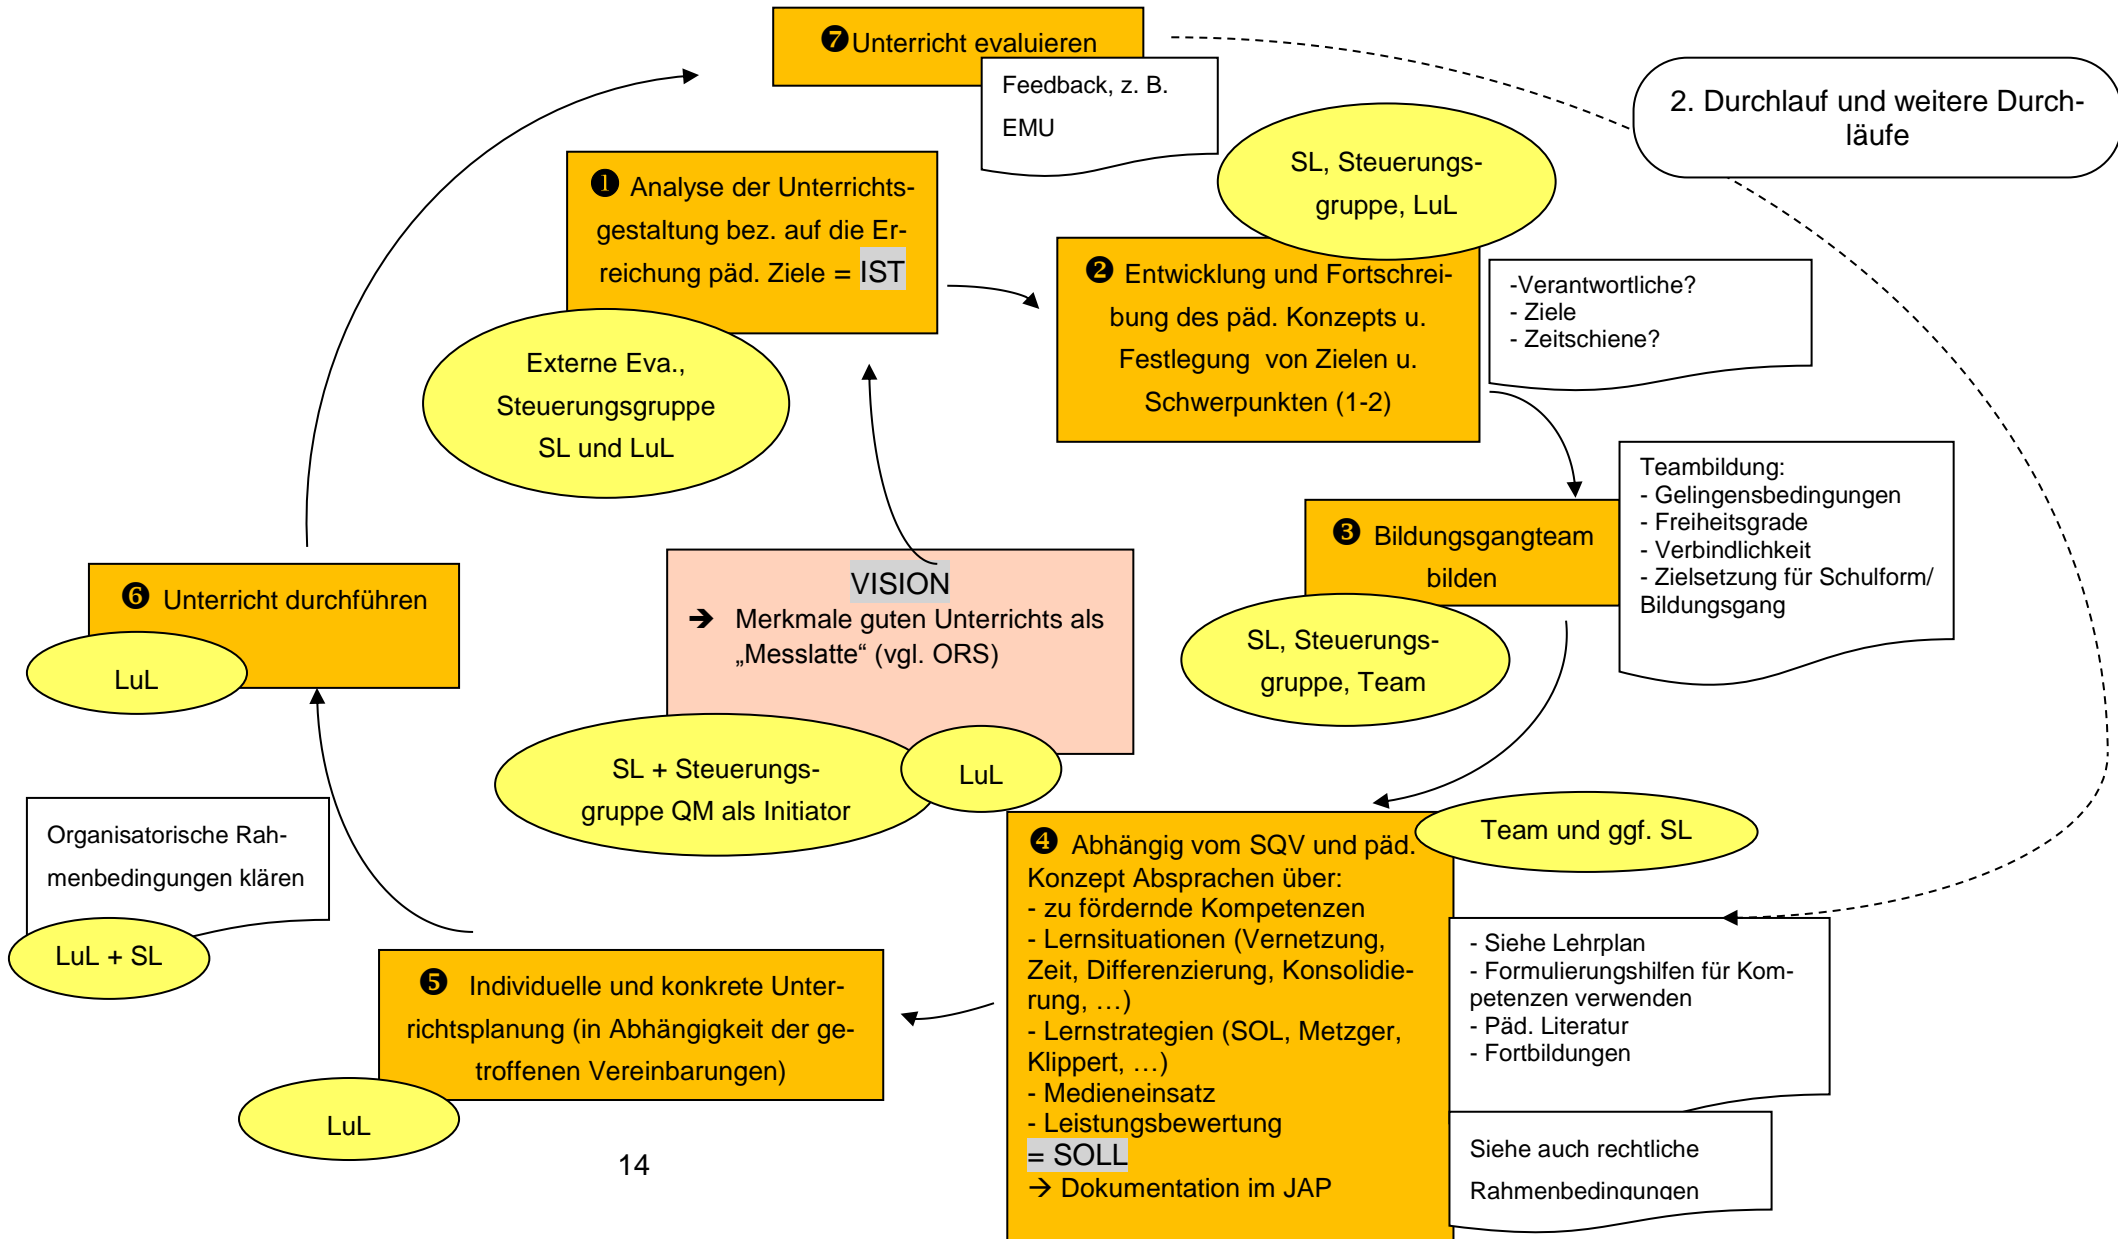 ❼Unterricht evaluieren
Feedback, z. B.
EMU
2. Durchlauf und weitere Durch-
läufe
SL, Steuerungs-
gruppe, LuL
❶ Analyse der Unterrichts-
gestaltung bez. auf die Er-
reichung päd. Ziele = IST
Externe Eva.,
Steuerungsgruppe
SL und LuL
❷ Entwicklung und Fortschrei-
bung des päd. Konzepts u.
Festlegung von Zielen u.
Schwerpunkten (1-2)
-Verantwortliche?
- Ziele
- Zeitschiene?
Teambildung:
- Gelingensbedingungen
- Freiheitsgrade
- Verbindlichkeit
- Zielsetzung für Schulform/
Bildungsgang
❸ Bildungsgangteam
bilden
SL, Steuerungs-
gruppe, Team
❻ Unterricht durchführen
LuL
VISION
➔ Merkmale guten Unterrichts als
„Messlatte“ (vgl. ORS)
SL + Steuerungs-
gruppe QM als Initiator
LuL
Organisatorische Rah-
menbedingungen klären
LuL + SL
Team und ggf. SL
❹ Abhängig vom SQV und päd.
Konzept Absprachen über:
- zu fördernde Kompetenzen
- Lernsituationen (Vernetzung,
Zeit, Differenzierung, Konsolidie-
rung, …)
- Lernstrategien (SOL, Metzger,
Klippert, …)
- Medieneinsatz
- Leistungsbewertung
= SOLL
→ Dokumentation im JAP
- Siehe Lehrplan
- Formulierungshilfen für Kom-
petenzen verwenden
- Päd. Literatur
- Fortbildungen
Siehe auch rechtliche
Rahmenbedingungen
❺ Individuelle und konkrete Unter-
richtsplanung (in Abhängigkeit der ge-
troffenen Vereinbarungen)
LuL
14